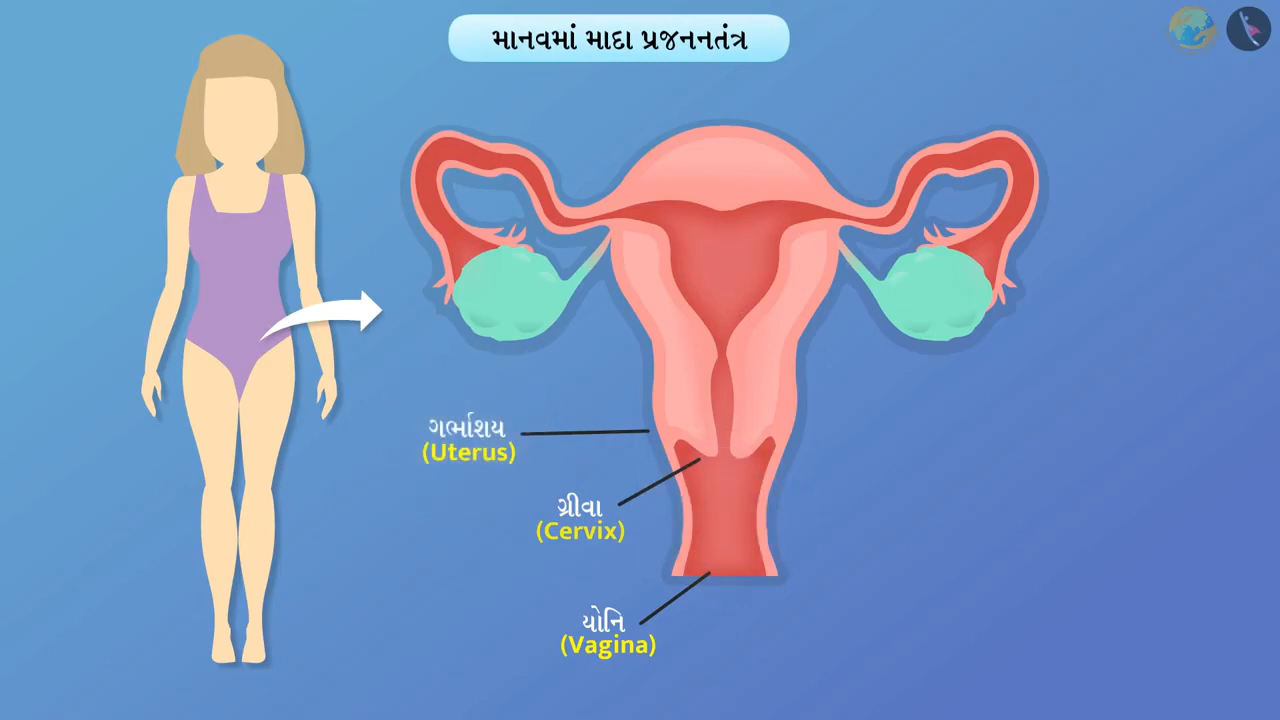 માનવમાં માદા પ્રજનનતંત્ર
ગર્ભાશય
(Uterus)
ગ્રીવા
(Cervix)
યોનિ
(Vagina)